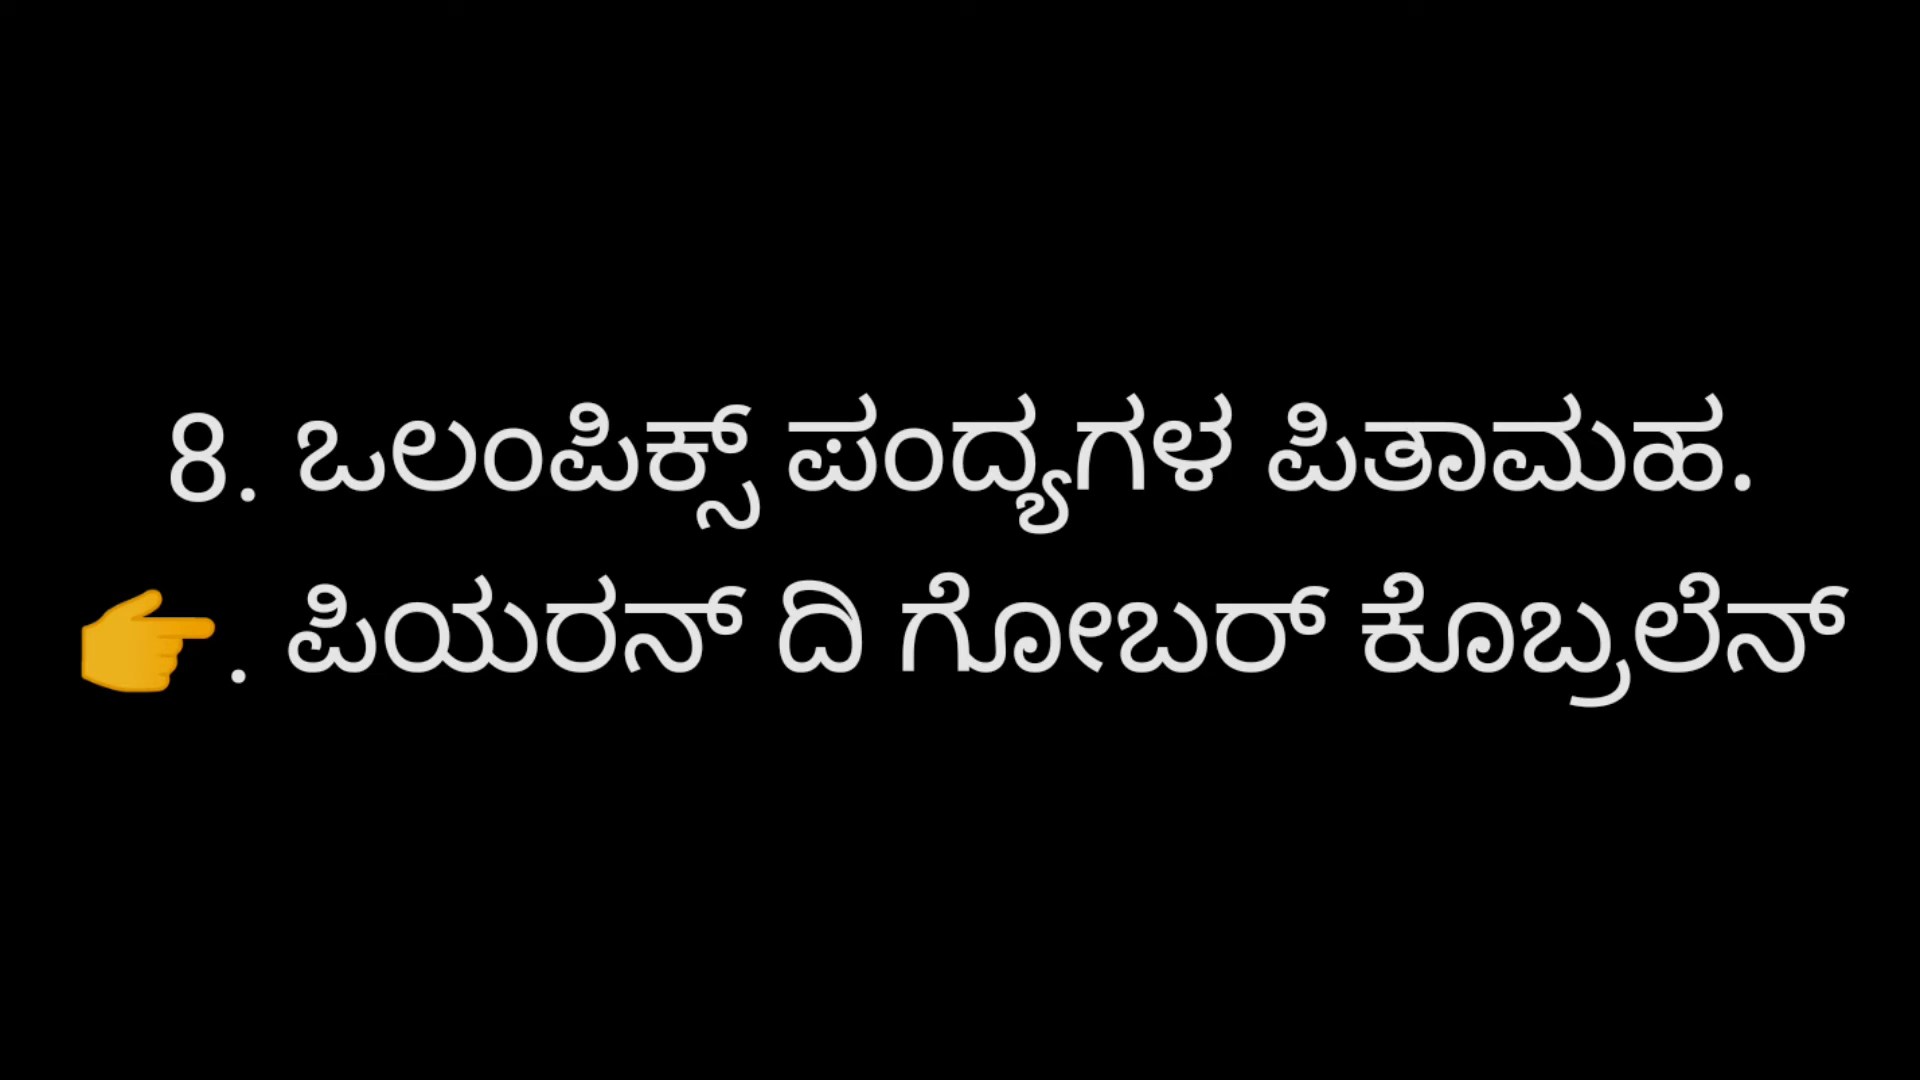 8. ಒಲಂಪಿಕ್ಸ್ ಪಂದ್ಯಗಳ ಪಿತಾಮಹ.
👉. ಪಿಯರನ್ ದಿ ಗೋಬರ್ ಕೊಬ್ರಲೆನ್